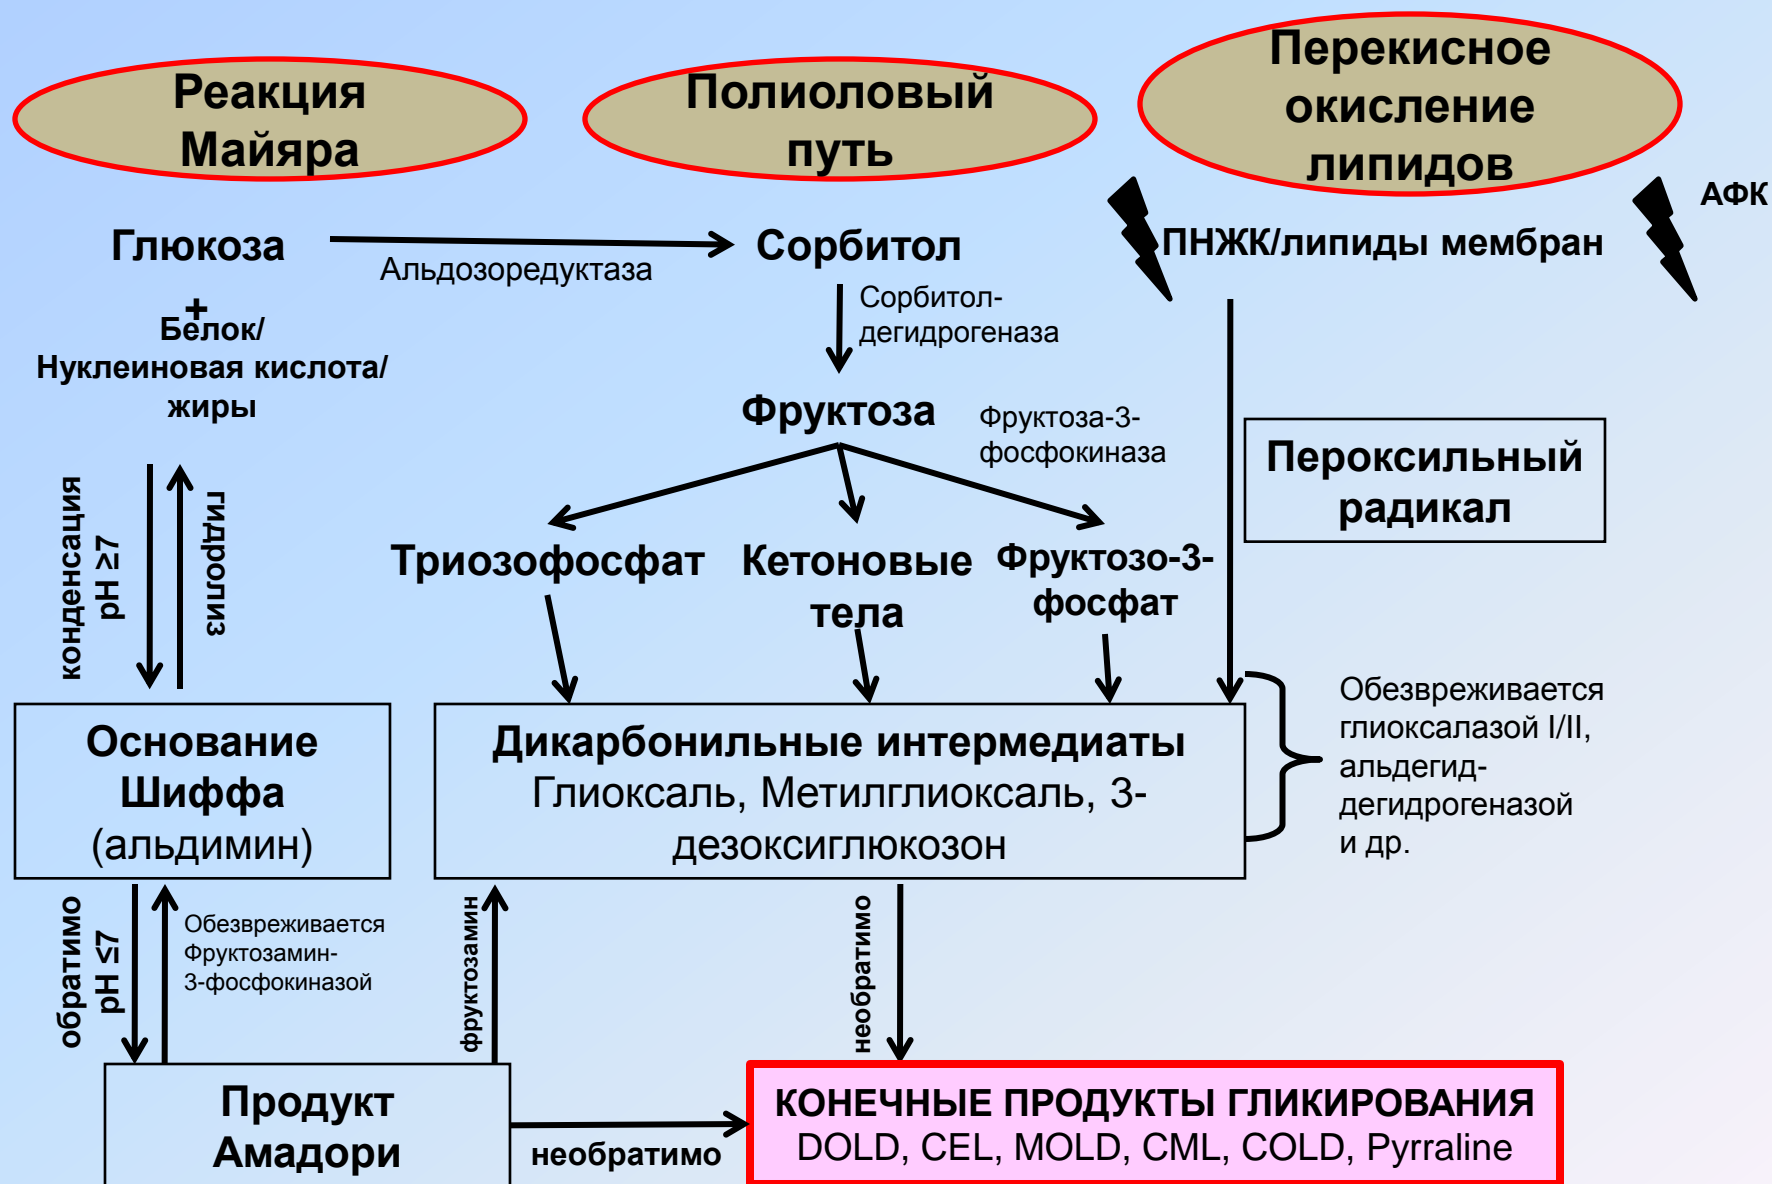 Реакция
Майяра
Полиоловый
путь
Перекисное
окисление
липидов
АФК
Глюкоза
Альдозоредуктаза
Сорбитол
ПНЖК/липиды мембран
+
Белок/
Нуклеиновая кислота/
жиры
Сорбитол-
дегидрогеназа
Фруктоза
Фруктоза-3-
фосфокиназа
Пероксильный
радикал
конденсация
pH ≥7
гидролиз
Триозофосфат
Кетоновые
тела
Фруктозо-3-
фосфат
Основание
Шиффа
(альдимин)
Дикарбонильные интермедиаты
Глиоксаль, Метилглиоксаль, 3-
дезоксиглюкозон
Обезвреживается
глиоксалазой I/II,
альдегид-
дегидрогеназой
и др.
обратимо
pH ≤7
Обезвреживается
Фруктозамин-
3-фосфокиназой
фруктозамин
необратимо
Продукт
Амадори
необратимо
КОНЕЧНЫЕ ПРОДУКТЫ ГЛИКИРОВАНИЯ
DOLD, CEL, MOLD, CML, COLD, Pyrraline